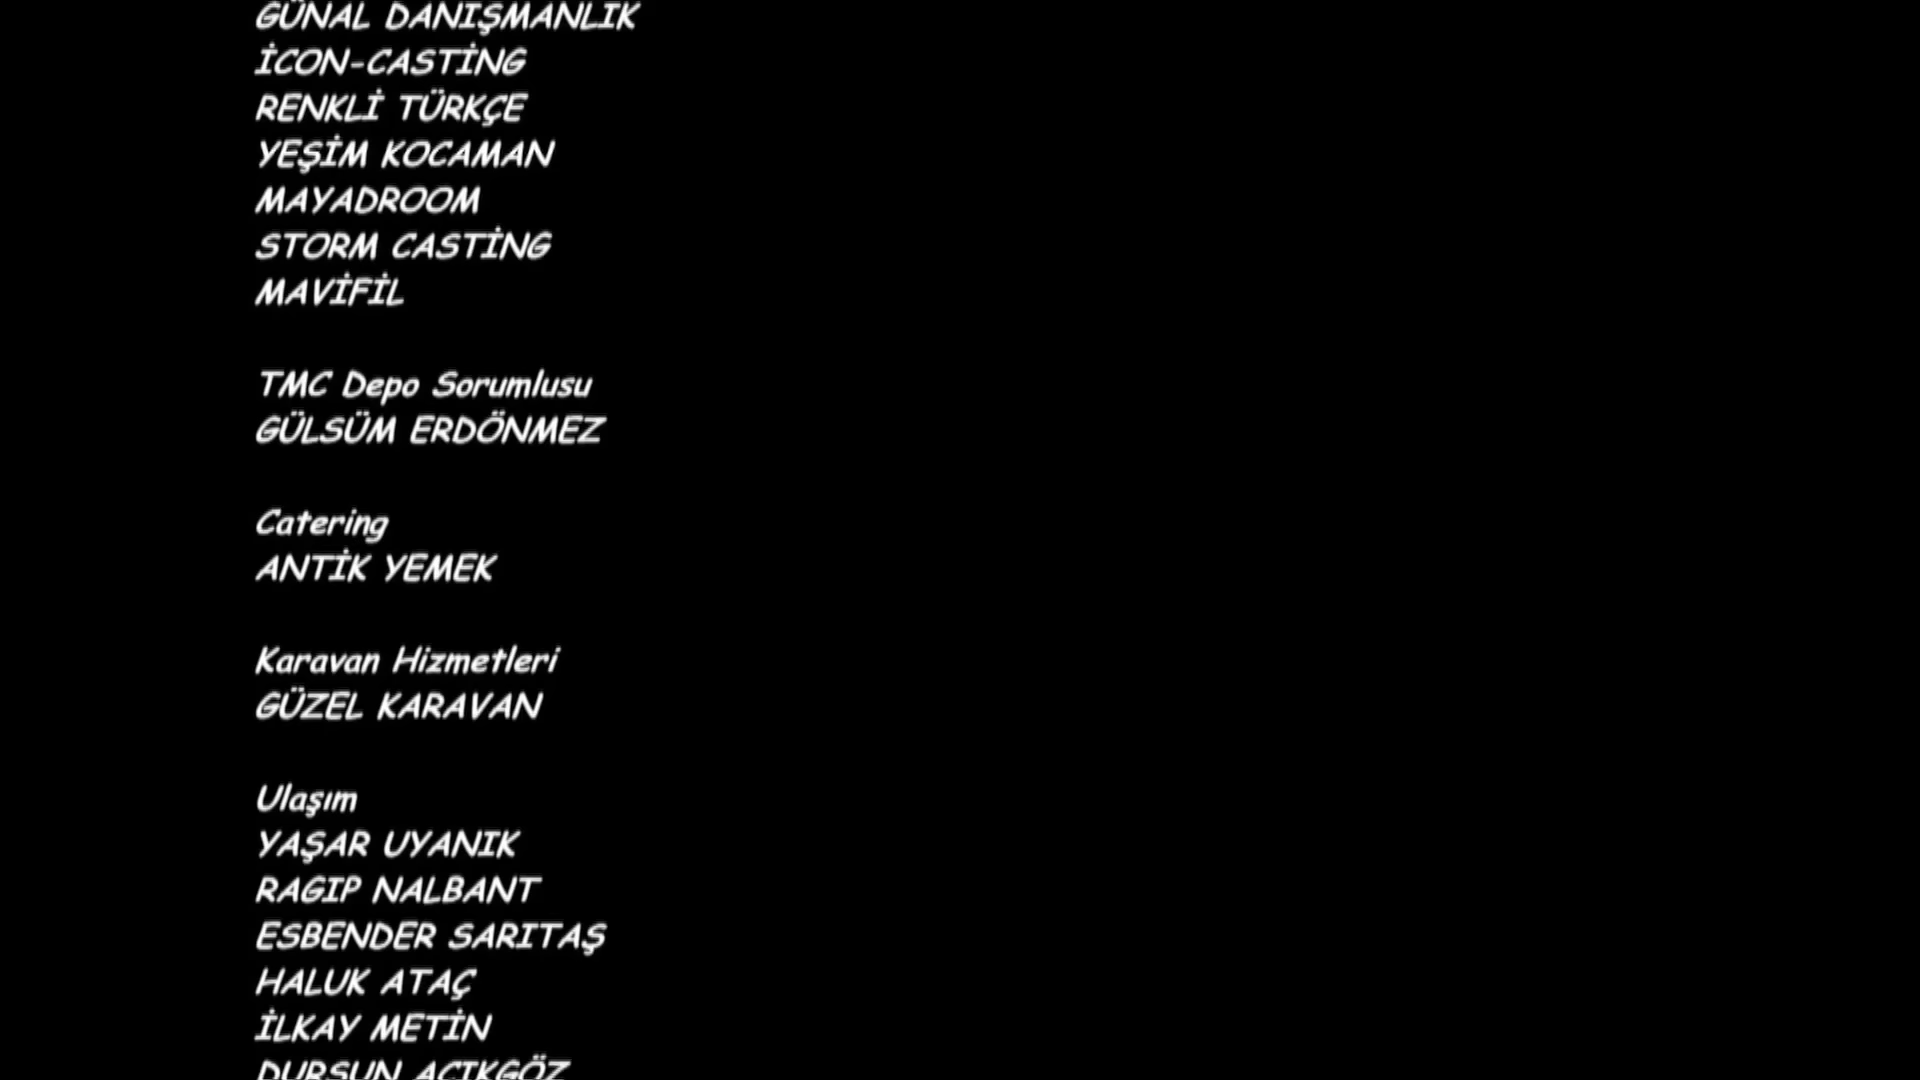 GÜNAL DANIŞMANLIK
İCON-CASTİNG
RENKLİ TÜRKÇE
YEŞİM KOCAMAN
MAYADROOM
STORM CASTİNG
MAVİFİL
TMC Depo Sorumlusu
GÜLSÜM ERDÖNMEZ
Catering
ANTİK YEMEK
Karavan Hizmetleri
GÜZEL KARAVAN
Ulaşım
YAŞAR UYANIK
RAGIP NALBANT
ESBENDER SARITAŞ
HALUK ATAÇ
İLKAY METİN
DURSUN AÇIKGÖZ